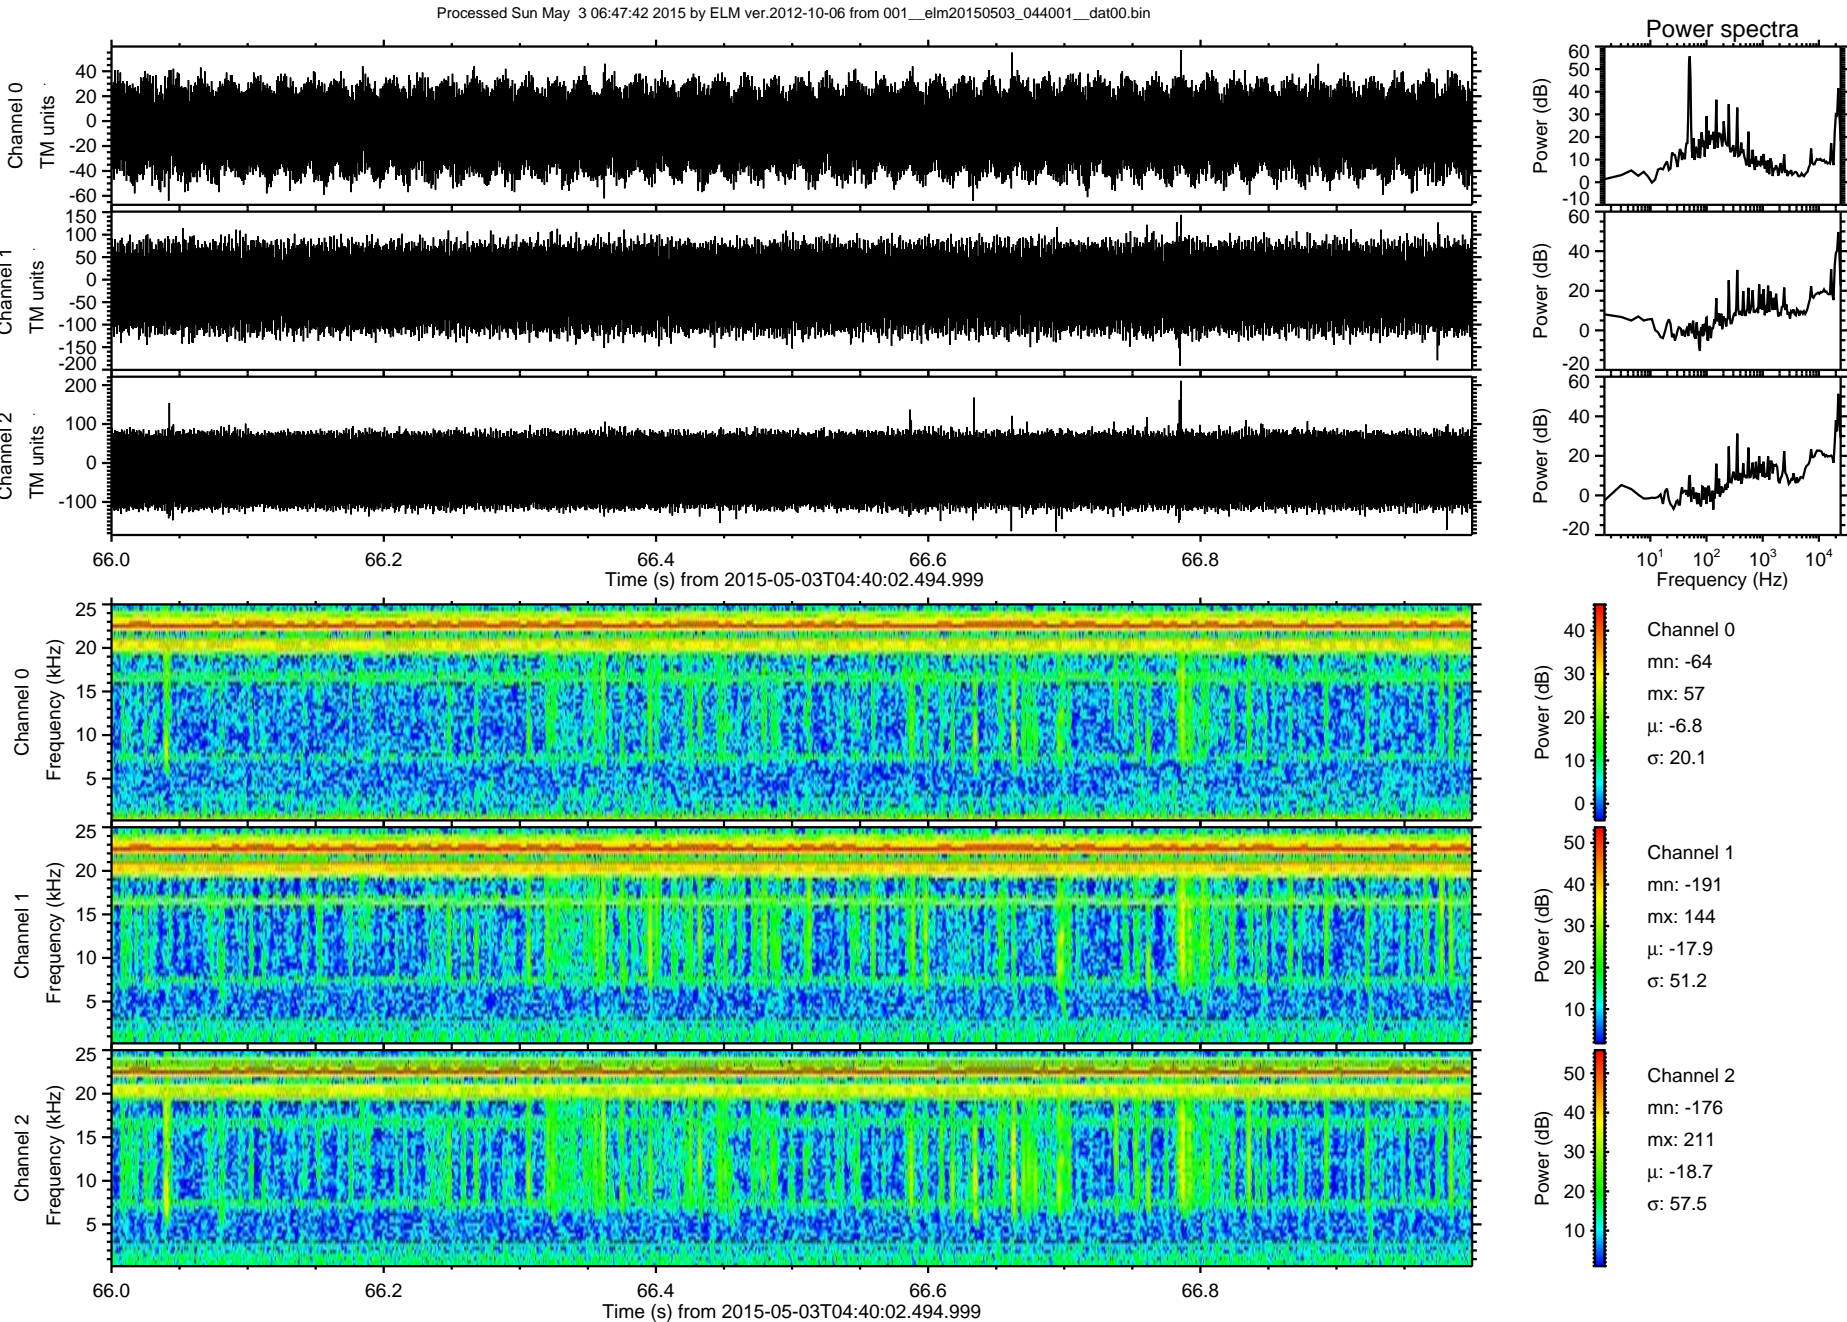 Processed Sun May  3 06:47:42 2015 by ELM ver.2012-10-06 from 001__elm20150503_044001__dat00.bin
Power spectra
Channel 0
TM units
40
20
0
-20
-40
-60
Power (dB)
60
50
40
30
20
10
0
-10
Channel 1
TM units
150
100
50
0
-50
-100
-150
-200
Power (dB)
60
40
20
0
-20
Channel 2
TM units
200
100
0
-100
Power (dB)
60
40
20
0
-20
66.0 66.2 66.4 66.6 66.8
Time (s) from 2015-05-03T04:40:02.494.999
10¹ 10² 10³ 10⁴
Frequency (Hz)
Channel 0
Frequency (kHz)
25
20
15
10
5
Power (dB)
40
30
20
10
0
Channel 0
mn: -64
mx: 57
μ: -6.8
σ: 20.1
Channel 1
Frequency (kHz)
25
20
15
10
5
Power (dB)
50
40
30
20
10
Channel 1
mn: -191
mx: 144
μ: -17.9
σ: 51.2
Channel 2
Frequency (kHz)
25
20
15
10
5
Power (dB)
50
40
30
20
10
Channel 2
mn: -176
mx: 211
μ: -18.7
σ: 57.5
66.0 66.2 66.4 66.6 66.8
Time (s) from 2015-05-03T04:40:02.494.999